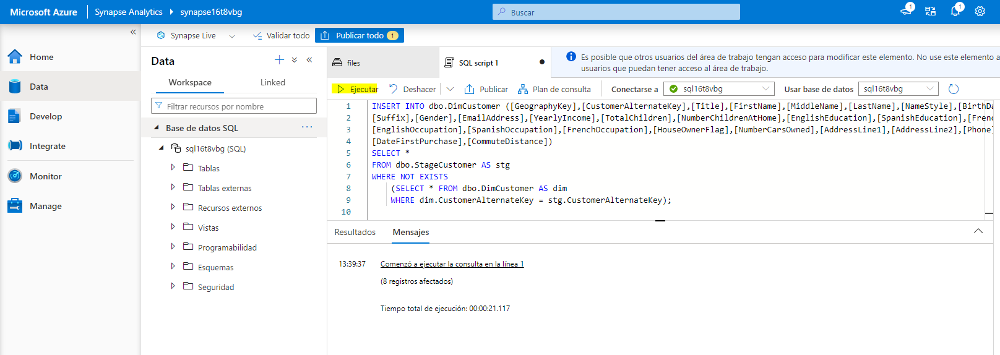 Microsoft Azure
Synapse Analytics
synapse16t8vbg
Buscar
1
1
Synapse Live
Validar todo
Publicar todo
1
Home
Data
Develop
Integrate
Monitor
Manage
Data
Workspace
Linked
Filtrar recursos por nombre
Base de datos SQL
...
sql16t8vbg (SQL)
Tablas
Tablas externas
Recursos externos
Vistas
Programabilidad
Esquemas
Seguridad
files
SQL script 1
Es posible que otros usuarios del área de trabajo tengan acceso para modificar este elemento. No use este elemento a
usuarios que puedan tener acceso al área de trabajo.
Ejecutar
Deshacer
Publicar
Plan de consulta
Conectarse a
sql16t8vbg
Usar base de datos
sql16t8vbg
1 INSERT INTO dbo.DimCustomer ([GeographyKey],[CustomerAlternateKey],[Title],[FirstName],[MiddleName],[LastName],[NameStyle],[BirthDa
2 [Suffix],[Gender],[EmailAddress],[YearlyIncome],[TotalChildren],[NumberChildrenAtHome],[EnglishEducation],[SpanishEducation],[Fren
3 [EnglishOccupation],[SpanishOccupation],[FrenchOccupation],[HouseOwnerFlag],[NumberCarsOwned],[AddressLine1],[AddressLine2],[Phone]
4 [DateFirstPurchase],[CommuteDistance])
5 SELECT *
6 FROM dbo.StageCustomer AS stg
7 WHERE NOT EXISTS
8 (SELECT * FROM dbo.DimCustomer AS dim
9 WHERE dim.CustomerAlternateKey = stg.CustomerAlternateKey);
10
Resultados
Mensajes
13:39:37
Comenzó a ejecutar la consulta en la línea 1
(8 registros afectados)
Tiempo total de ejecución: 00:00:21.117